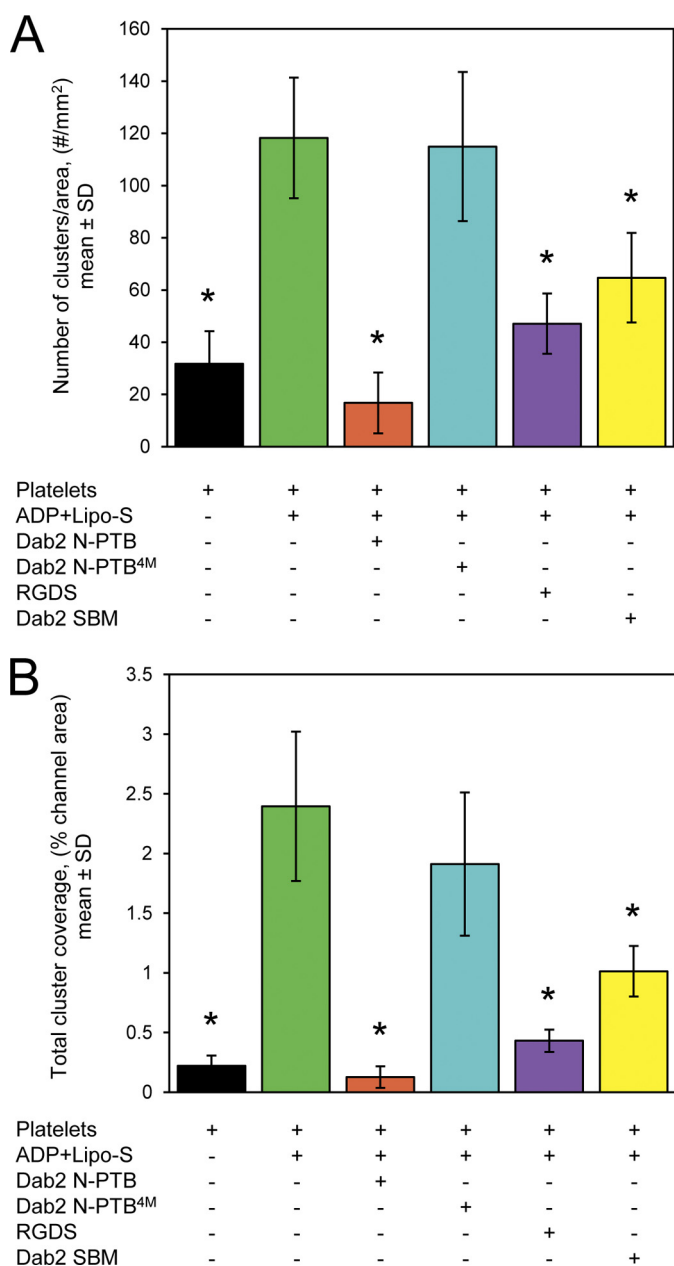 A
Number of clusters/area, (#/mm²)
mean ± SD
160
140
120
100
80
60
40
20
0
* * * *
Platelets + + + + + +
ADP+Lipo-S - + + + + +
Dab2 N-PTB - - + - - -
Dab2 N-PTB⁴ᴹ - - - + - -
RGDS - - - - + -
Dab2 SBM - - - - - +
B
Total cluster coverage, (% channel area)
mean ± SD
3.5
3
2.5
2
1.5
1
0.5
0
* * * *
Platelets + + + + + +
ADP+Lipo-S - + + + + +
Dab2 N-PTB - - + - - -
Dab2 N-PTB⁴ᴹ - - - + - -
RGDS - - - - + -
Dab2 SBM - - - - - +